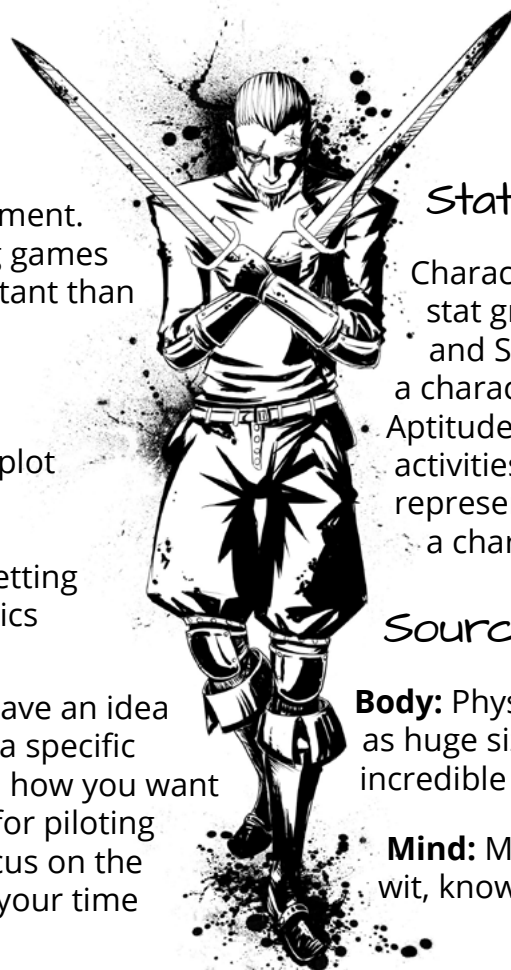 ment.
games
tant than
plot
etting
ics
ave an idea
a specific
how you want
for piloting
cus on the
your time
Stat
Charac
stat gr
and S
a charac
Aptitude
activities
represe
a char
Sourc
Body: Phys
as huge si
incredible
Mind: M
wit, know